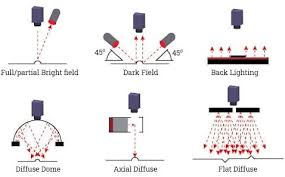 45°
45°
Full/partial Bright field
Dark Field
Back Lighting
Diffuse Dome
Axial Diffuse
Flat Diffuse